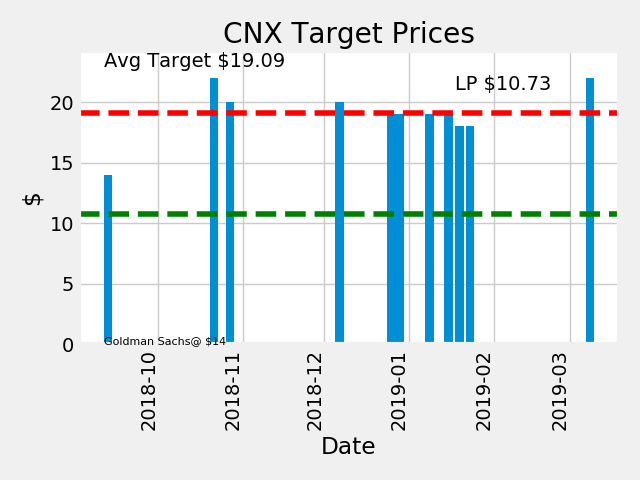 CNX Target Prices
Avg Target $19.09
LP $10.73
20
15
10
5
0
$
Goldman Sachs@ $14
2018-10
2018-11
2018-12
2019-01
2019-02
2019-03
Date